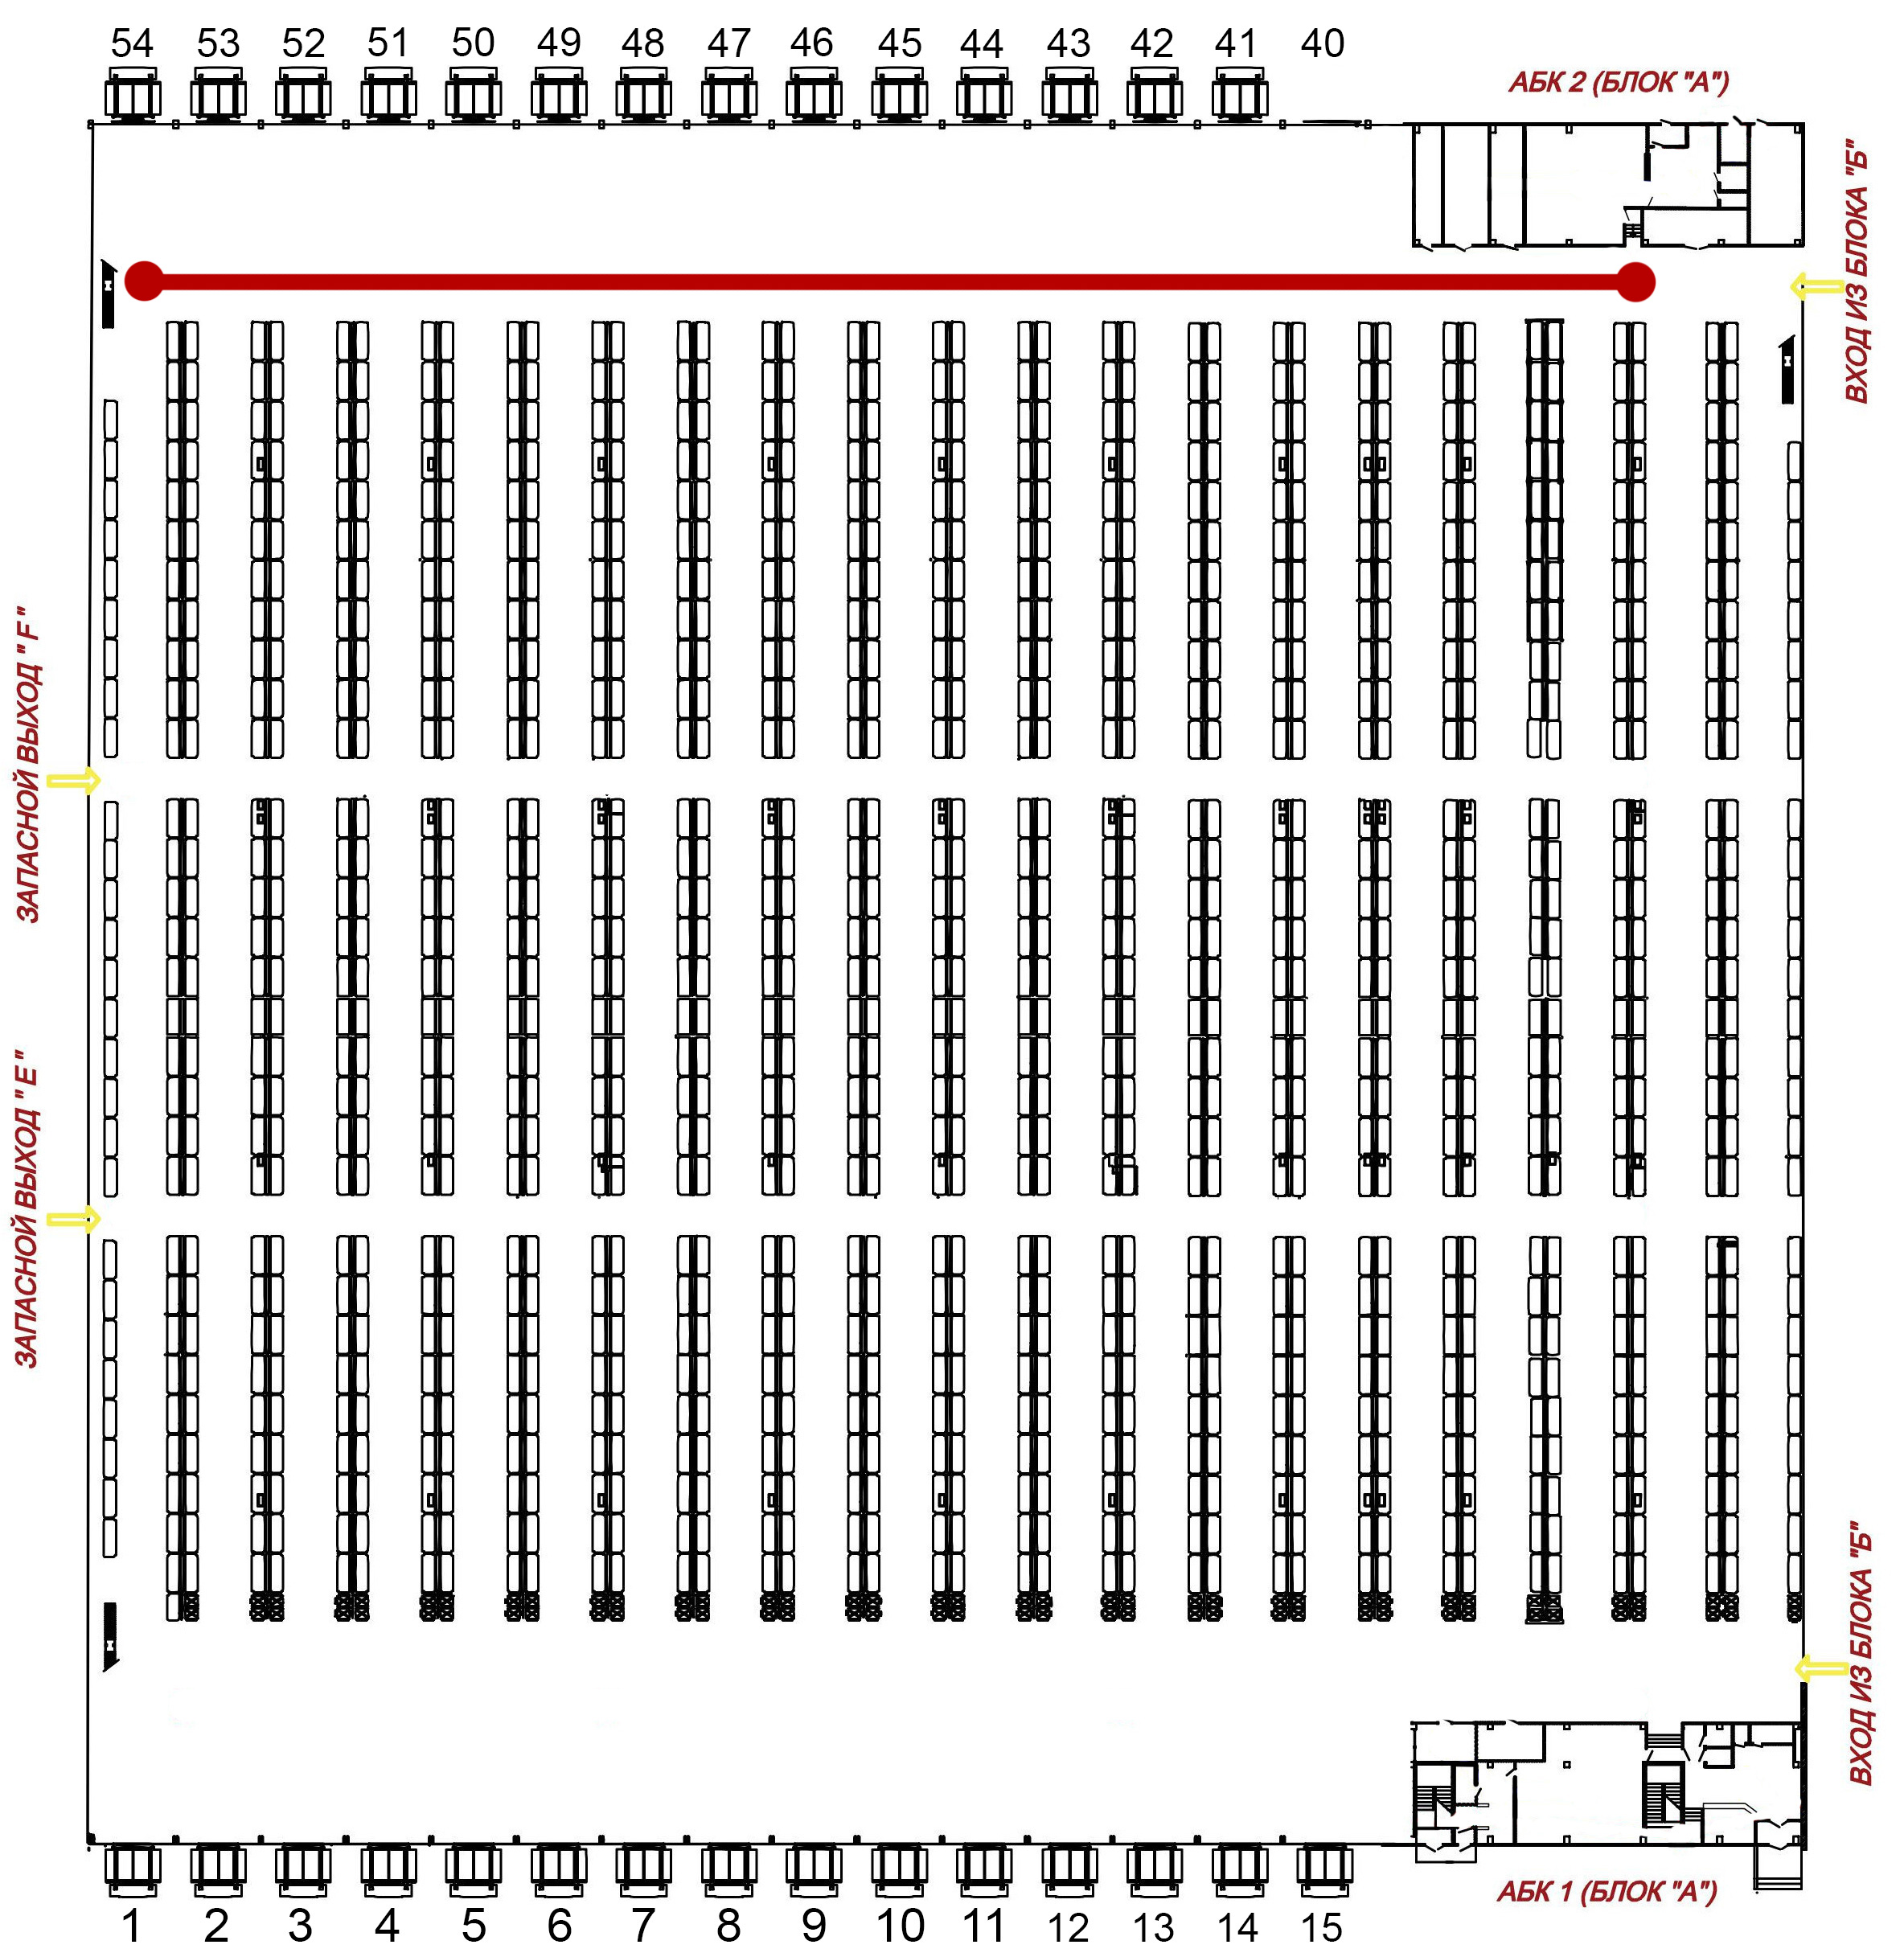 54 53 52 51 50 49 48 47 46 45 44 43 42 41 40
АБК 2 (БЛОК "А")
ВХОД ИЗ БЛОКА "Б"
ЗАПАСНОЙ ВЫХОД " F "
ЗАПАСНОЙ ВЫХОД " E "
ВХОД ИЗ БЛОКА "Б"
АБК 1 (БЛОК "А")
1 2 3 4 5 6 7 8 9 10 11 12 13 14 15